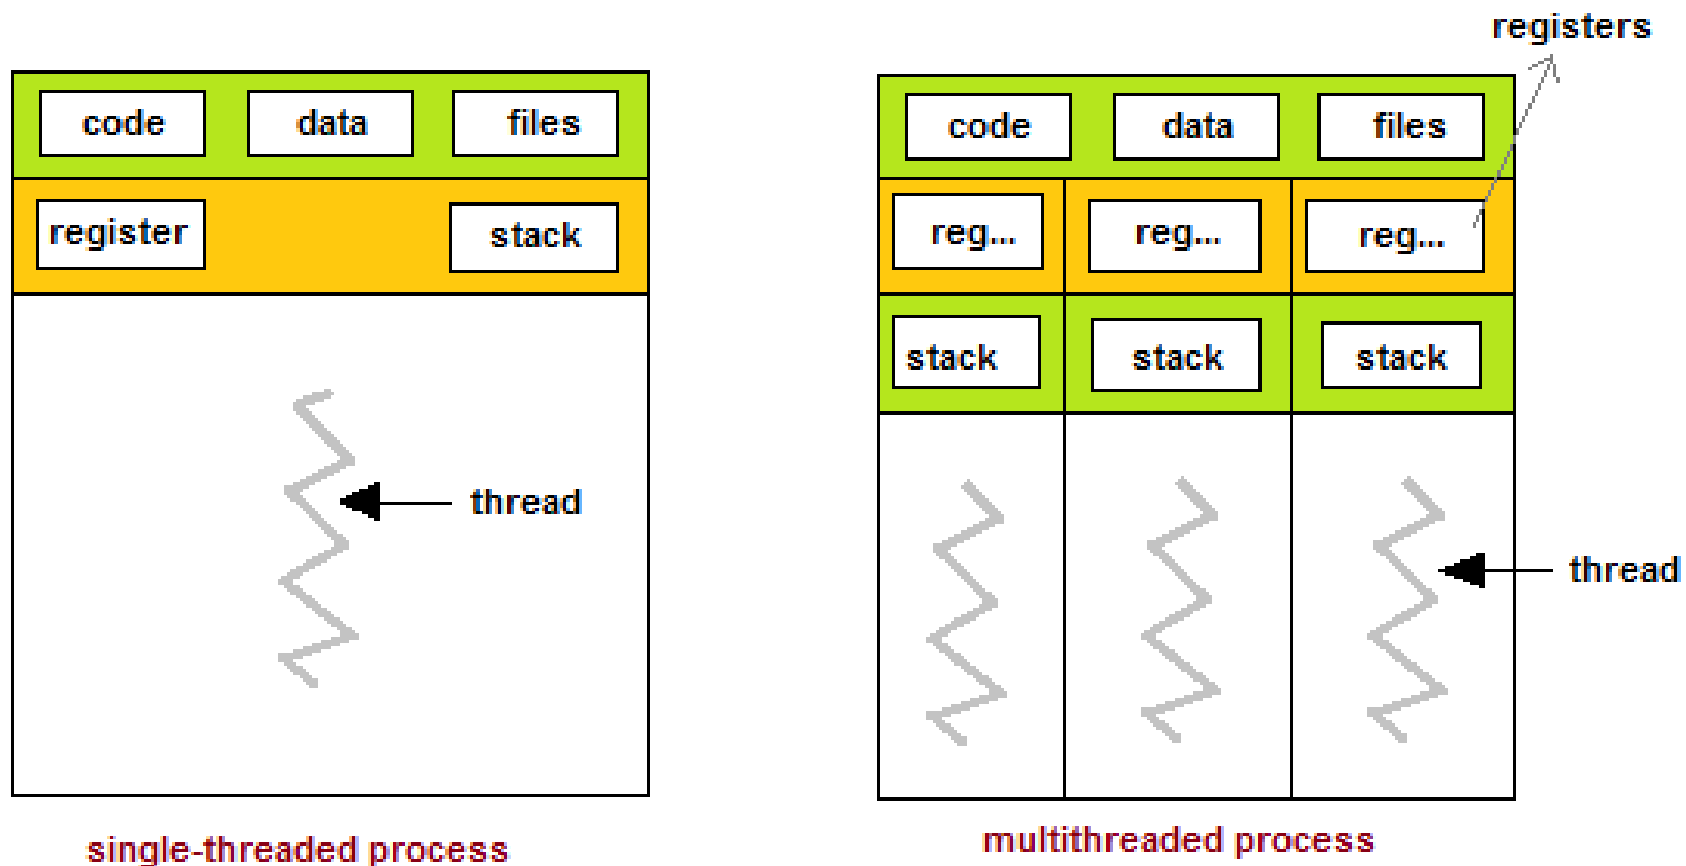 registers
code data files
register stack
thread
single-threaded process
code data files
reg... reg... reg...
stack stack stack
thread
multithreaded process